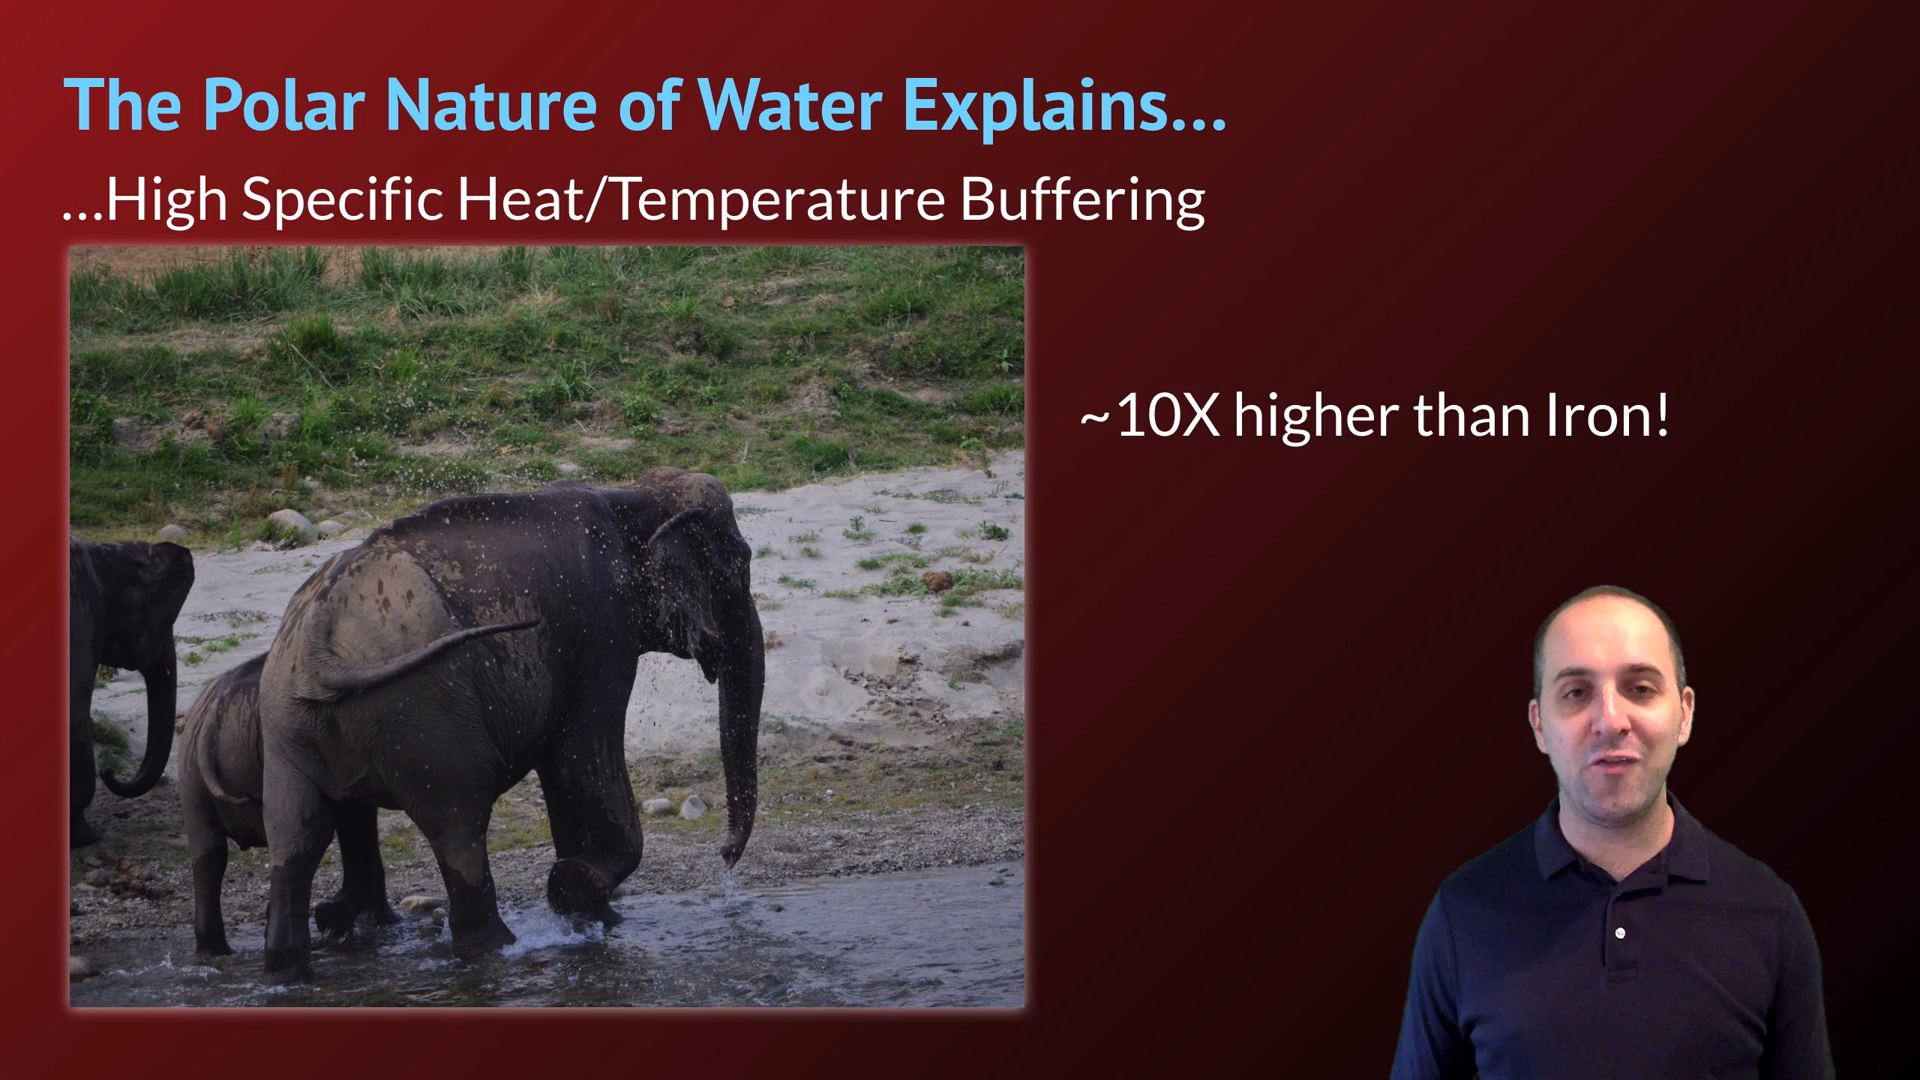 The Polar Nature of Water Explains...
...High Specific Heat/Temperature Buffering
~10X higher than Iron!